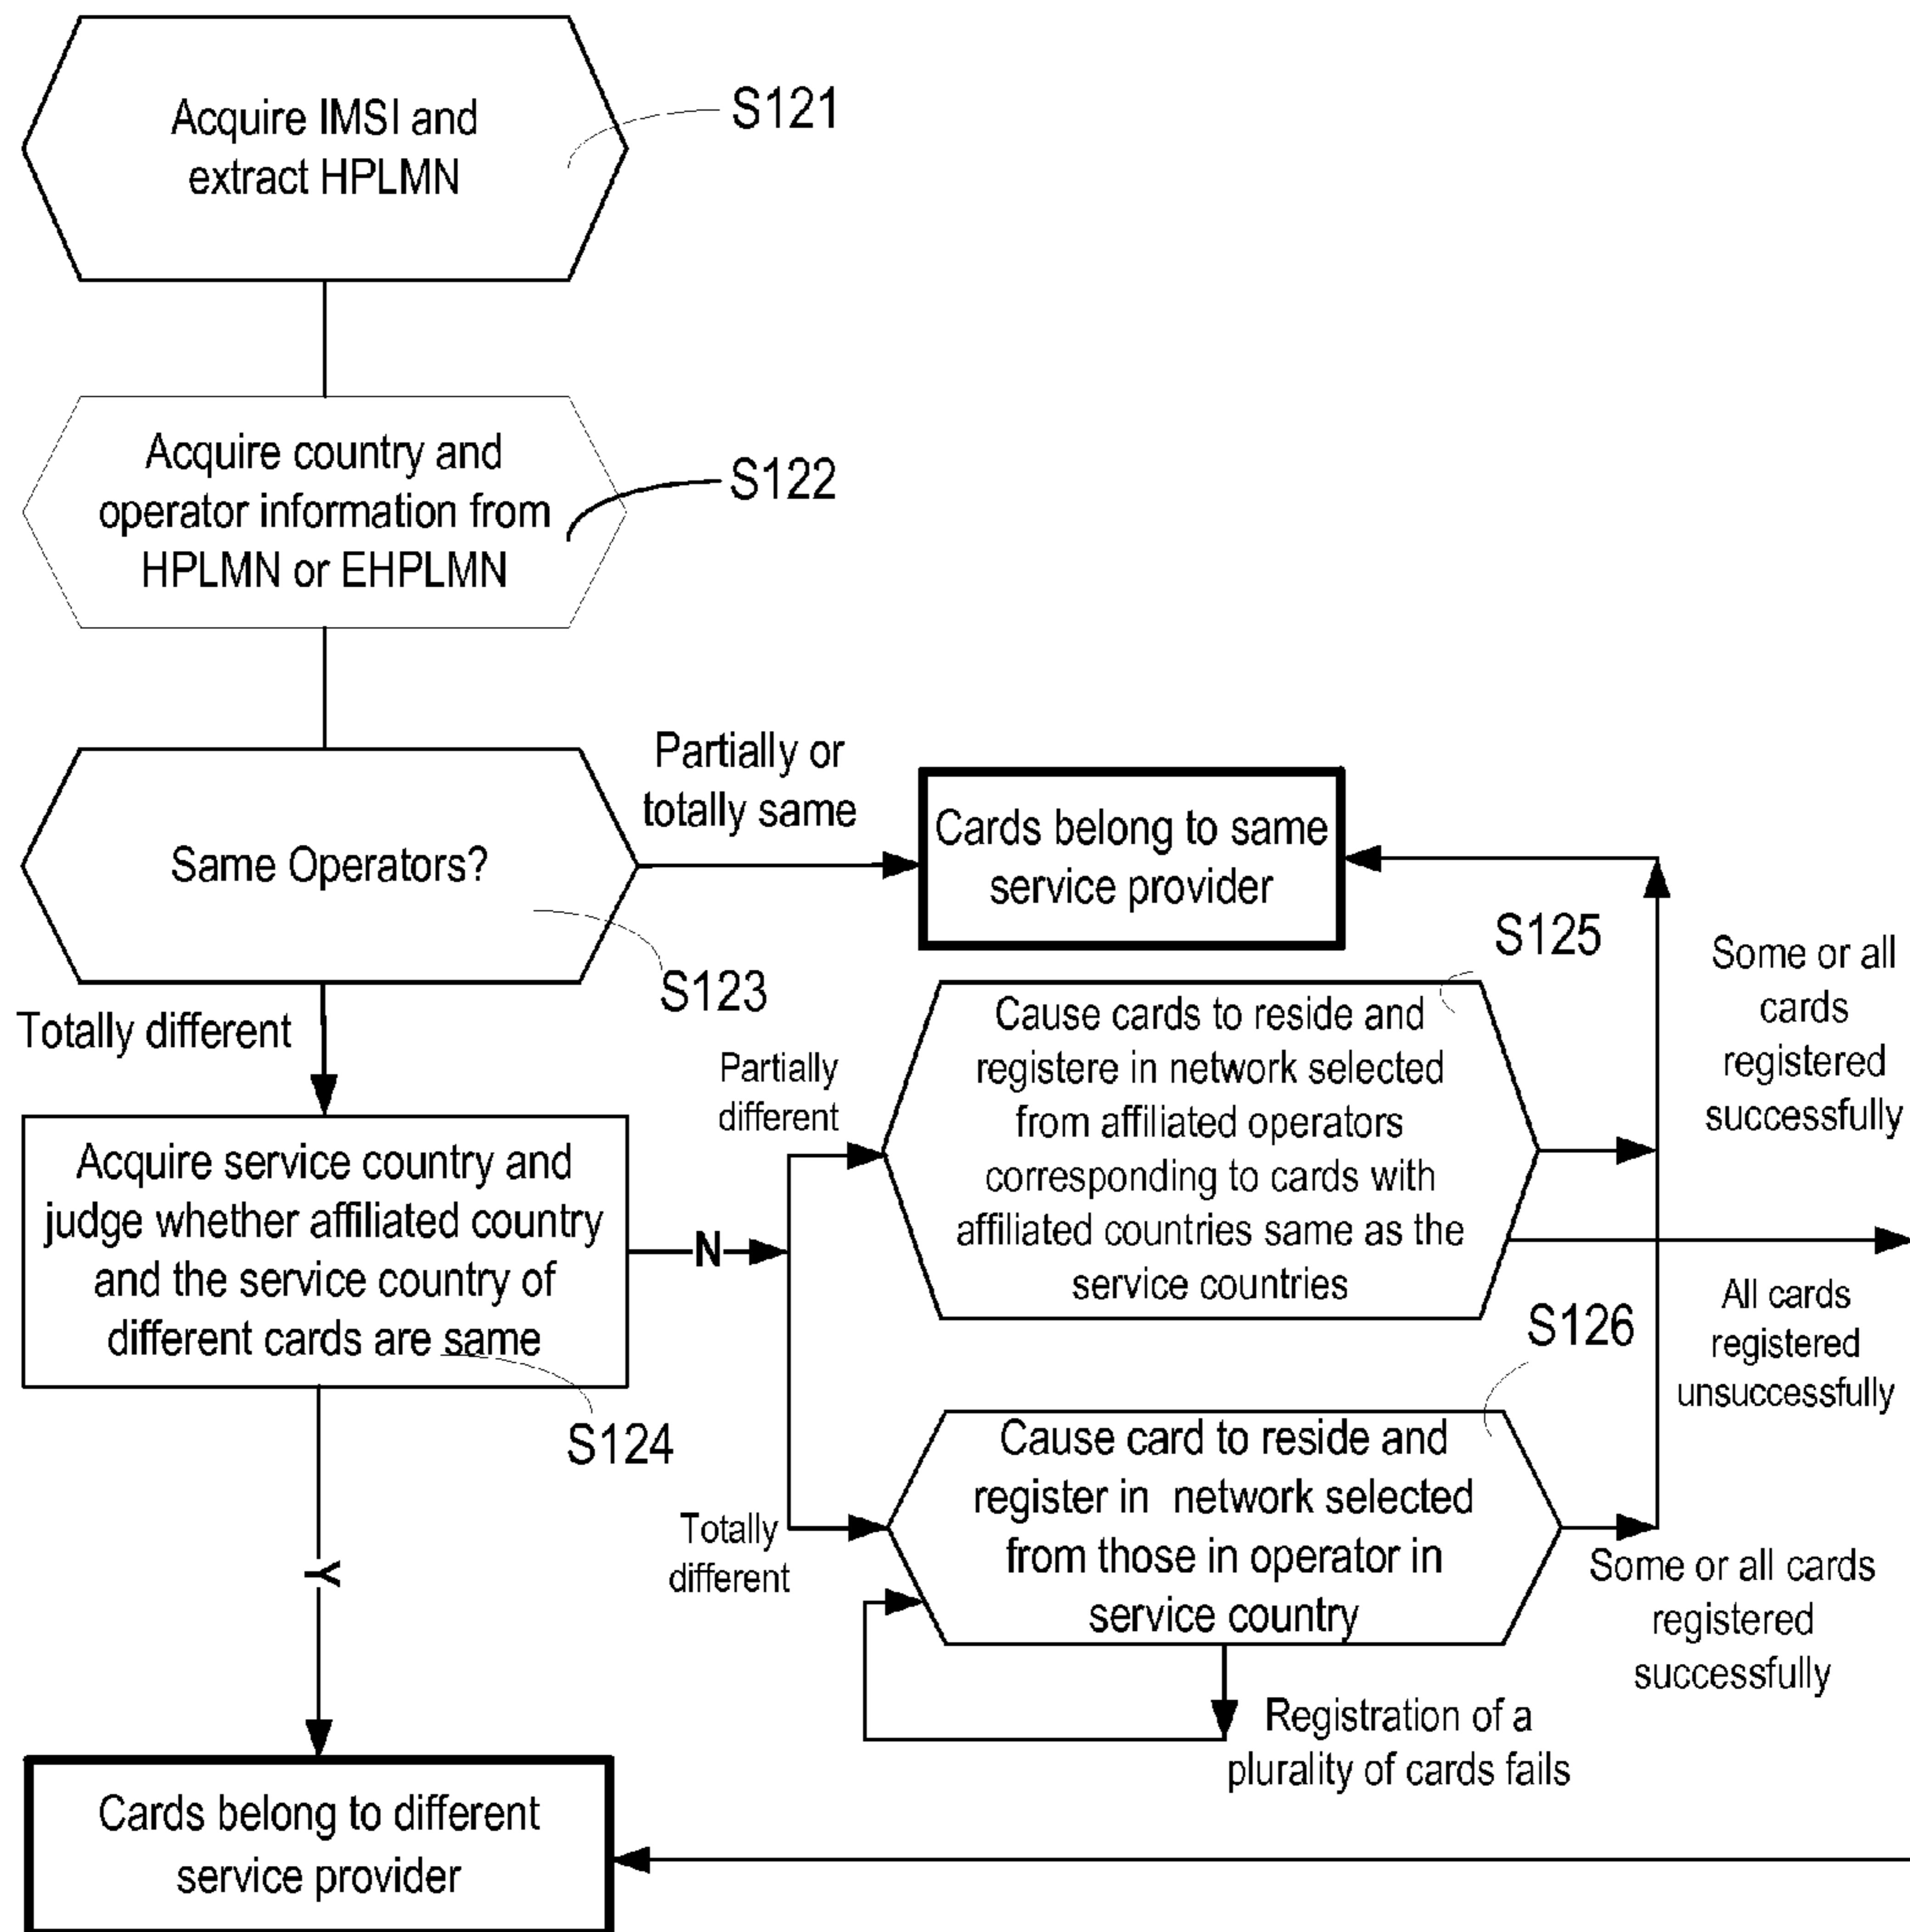 Acquire IMSI and
extract HPLMN
S121
Acquire country and
operator information from
HPLMN or EHPLMN
S122
Same Operators?
S123
Partially or
totally same
Cards belong to same
service provider
Totally different
Acquire service country and
judge whether affiliated country
and the service country of
different cards are same
S124
N
Y
Partially
different
Cause cards to reside and
registere in network selected
from affiliated operators
corresponding to cards with
affiliated countries same as the
service countries
S125
Some or all
cards
registered
successfully
All cards
registered
unsuccessfully
Totally
different
Cause card to reside and
register in network selected
from those in operator in
service country
S126
Some or all cards
registered
successfully
Registration of a
plurality of cards fails
Cards belong to different
service provider